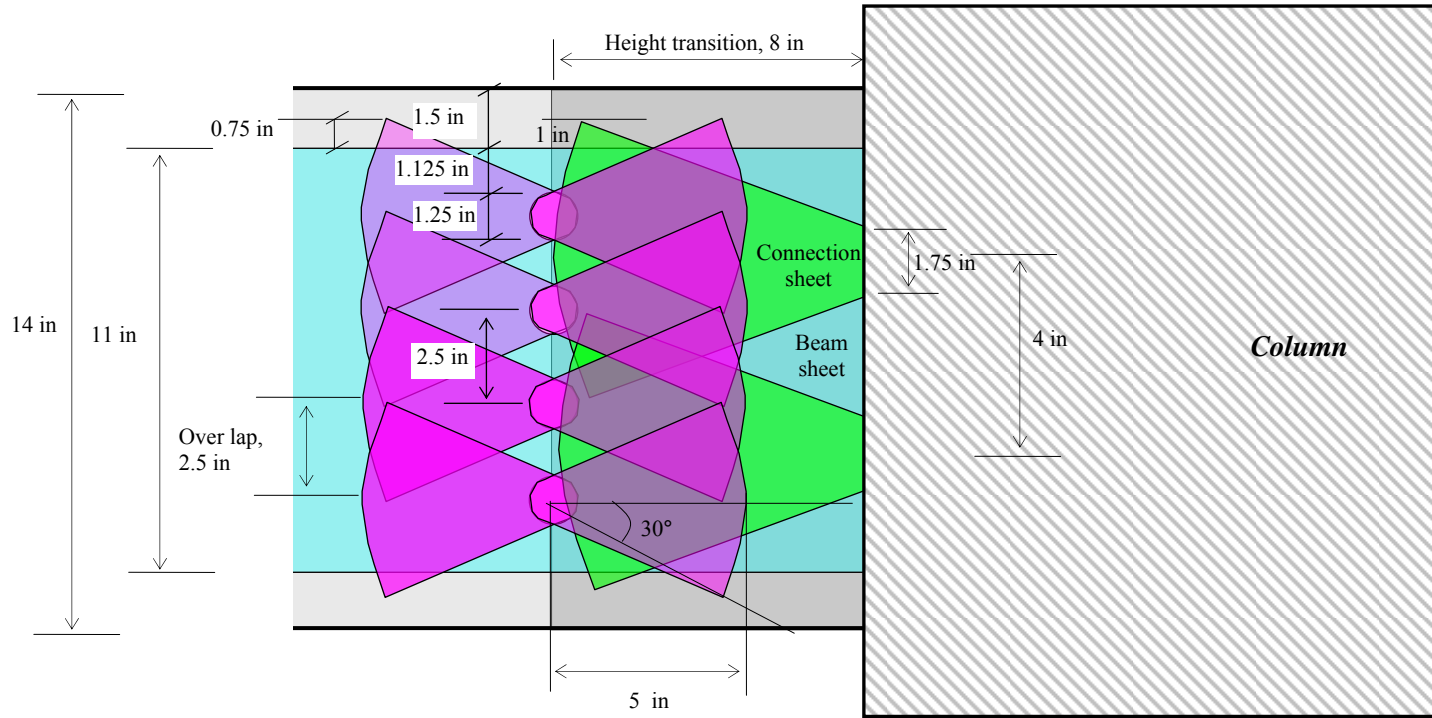 Height transition, 8 in
0.75 in
1.5 in
1 in
1.125 in
1.25 in
Connection
sheet
1.75 in
14 in
11 in
2.5 in
Beam
sheet
4 in
Column
Over lap,
2.5 in
30°
5 in